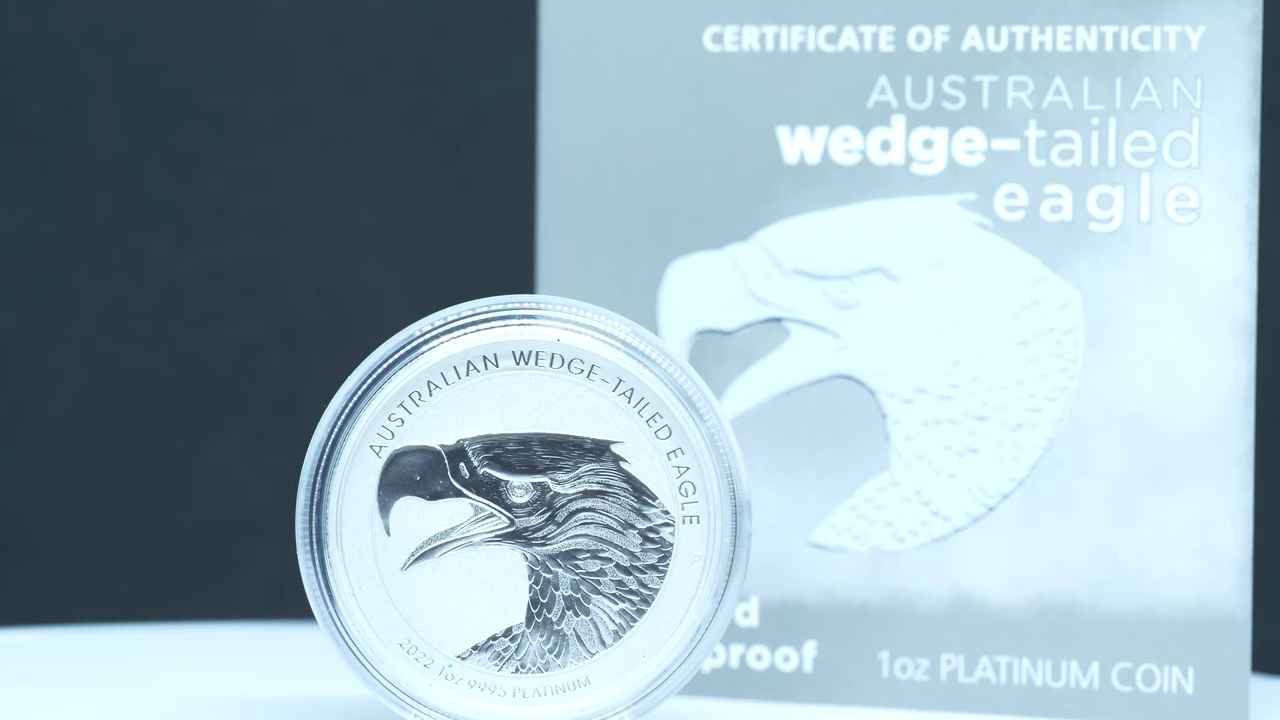 CERTIFICATE OF AUTHENTICITY
AUSTRALIAN
wedge-tailed
eagle
AUSTRALIAN WEDGE-TAILED EAGLE
2022 1oz 9995 PLATINUM
d
proof
1oz PLATINUM COIN